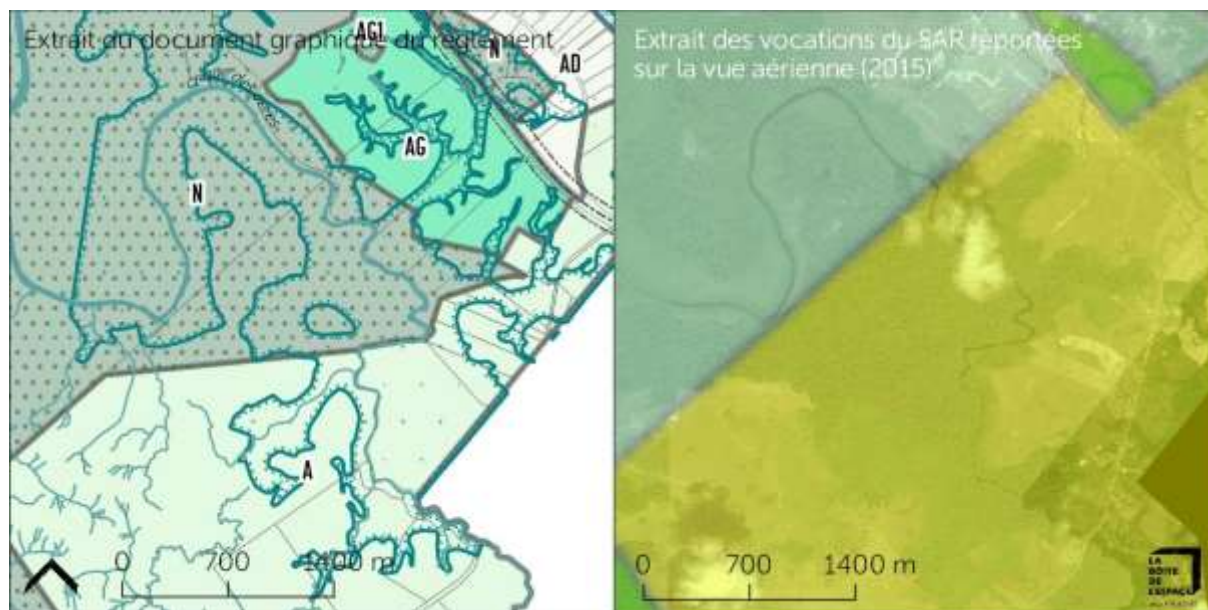 Extrait du document graphique du règlement
AG1
N
AD
AG
N
A
0 700 1400 m
Extrait des vocations du SAR reportées
sur la vue aérienne (2015)
0 700 1400 m
LA
BOITE
DE
L'ESPACE